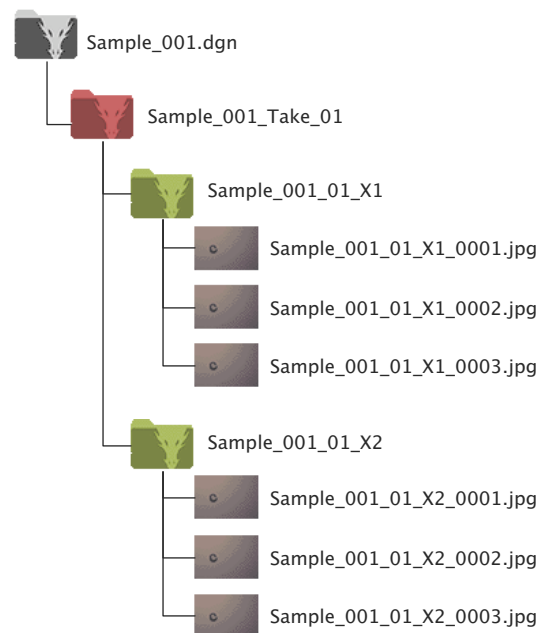 Sample_001.dgn
Sample_001_Take_01
Sample_001_01_X1
Sample_001_01_X1_0001.jpg
Sample_001_01_X1_0002.jpg
Sample_001_01_X1_0003.jpg
Sample_001_01_X2
Sample_001_01_X2_0001.jpg
Sample_001_01_X2_0002.jpg
Sample_001_01_X2_0003.jpg